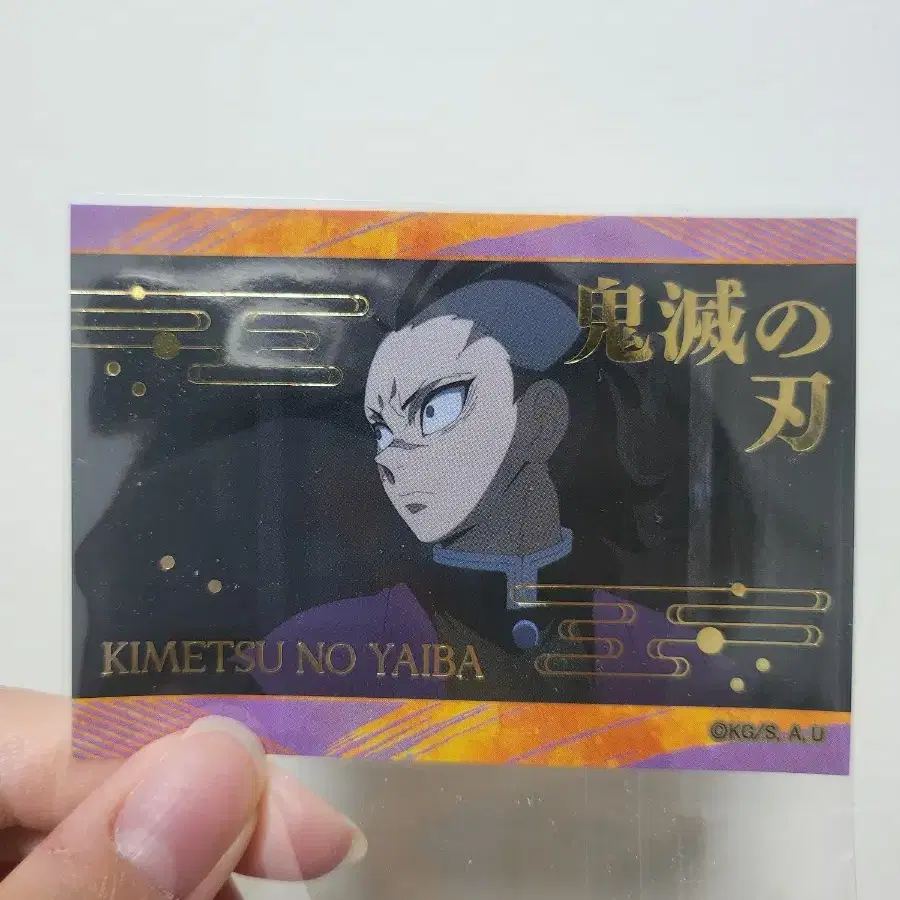 鬼滅の
刃
KIMETSU NO YAIBA
©KG/S, A, U